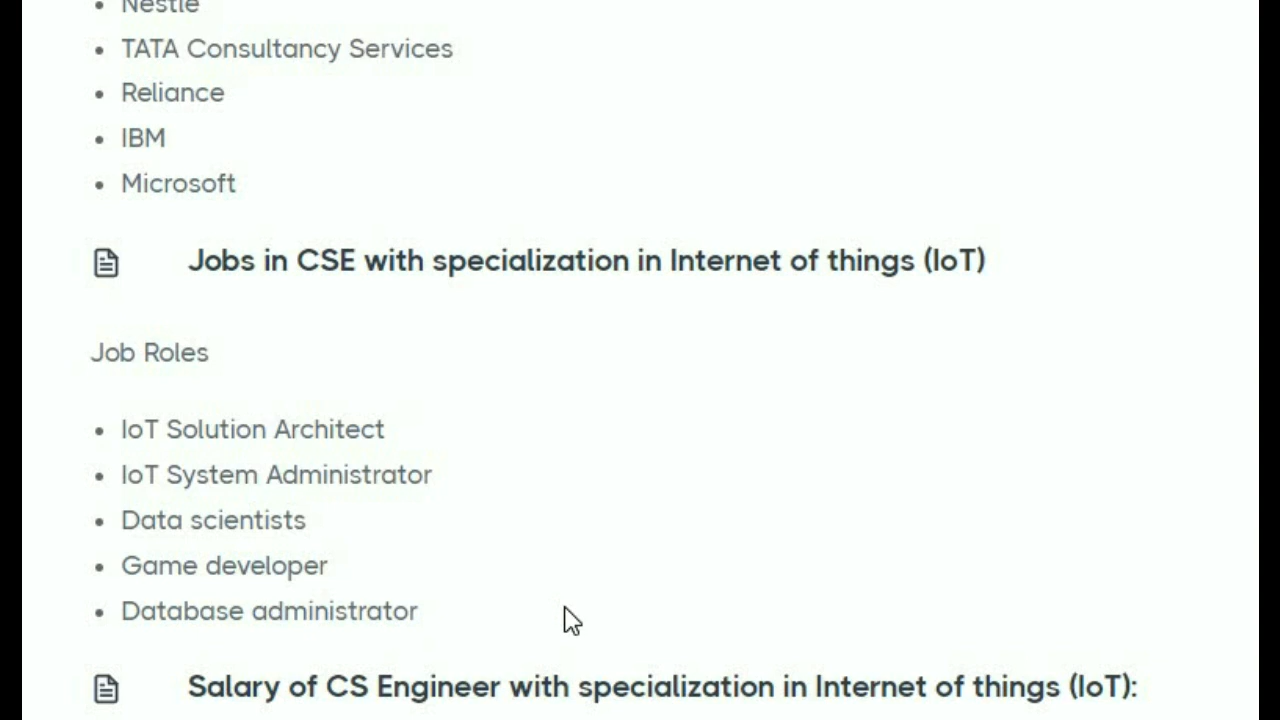 Nestle
TATA Consultancy Services
Reliance
IBM
Microsoft
Jobs in CSE with specialization in Internet of things (IoT)
Job Roles
IoT Solution Architect
IoT System Administrator
Data scientists
Game developer
Database administrator
Salary of CS Engineer with specialization in Internet of things (IoT):